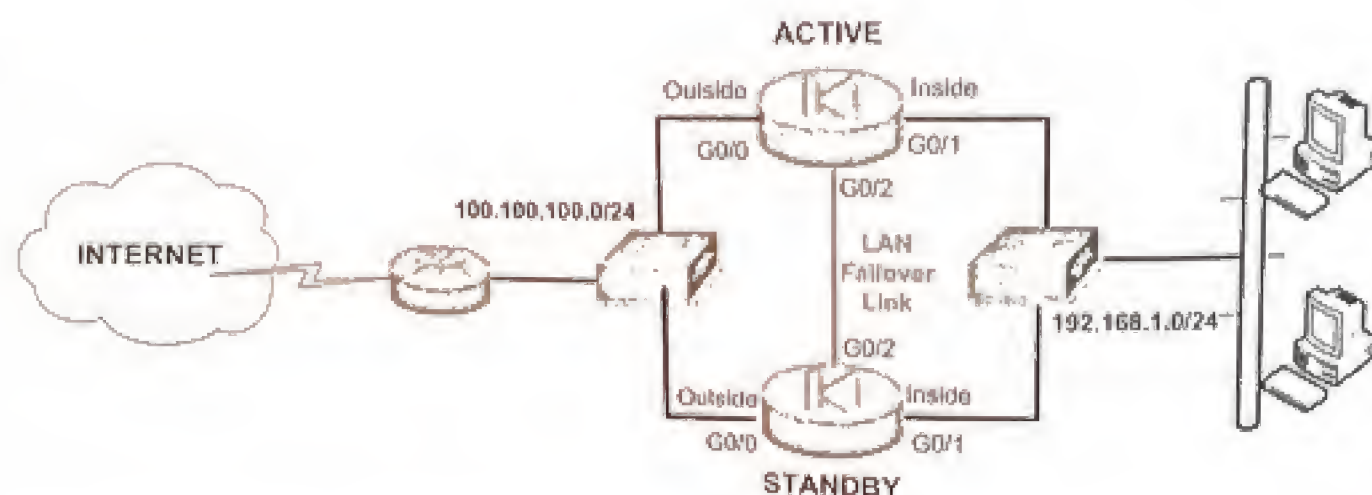 ACTIVE
Outside
Inside
G0/0
G0/1
G0/2
100.100.100.0/24
INTERNET
LAN
Failover
Link
192.168.1.0/24
G0/2
Outside
Inside
G0/0
G0/1
STANDBY